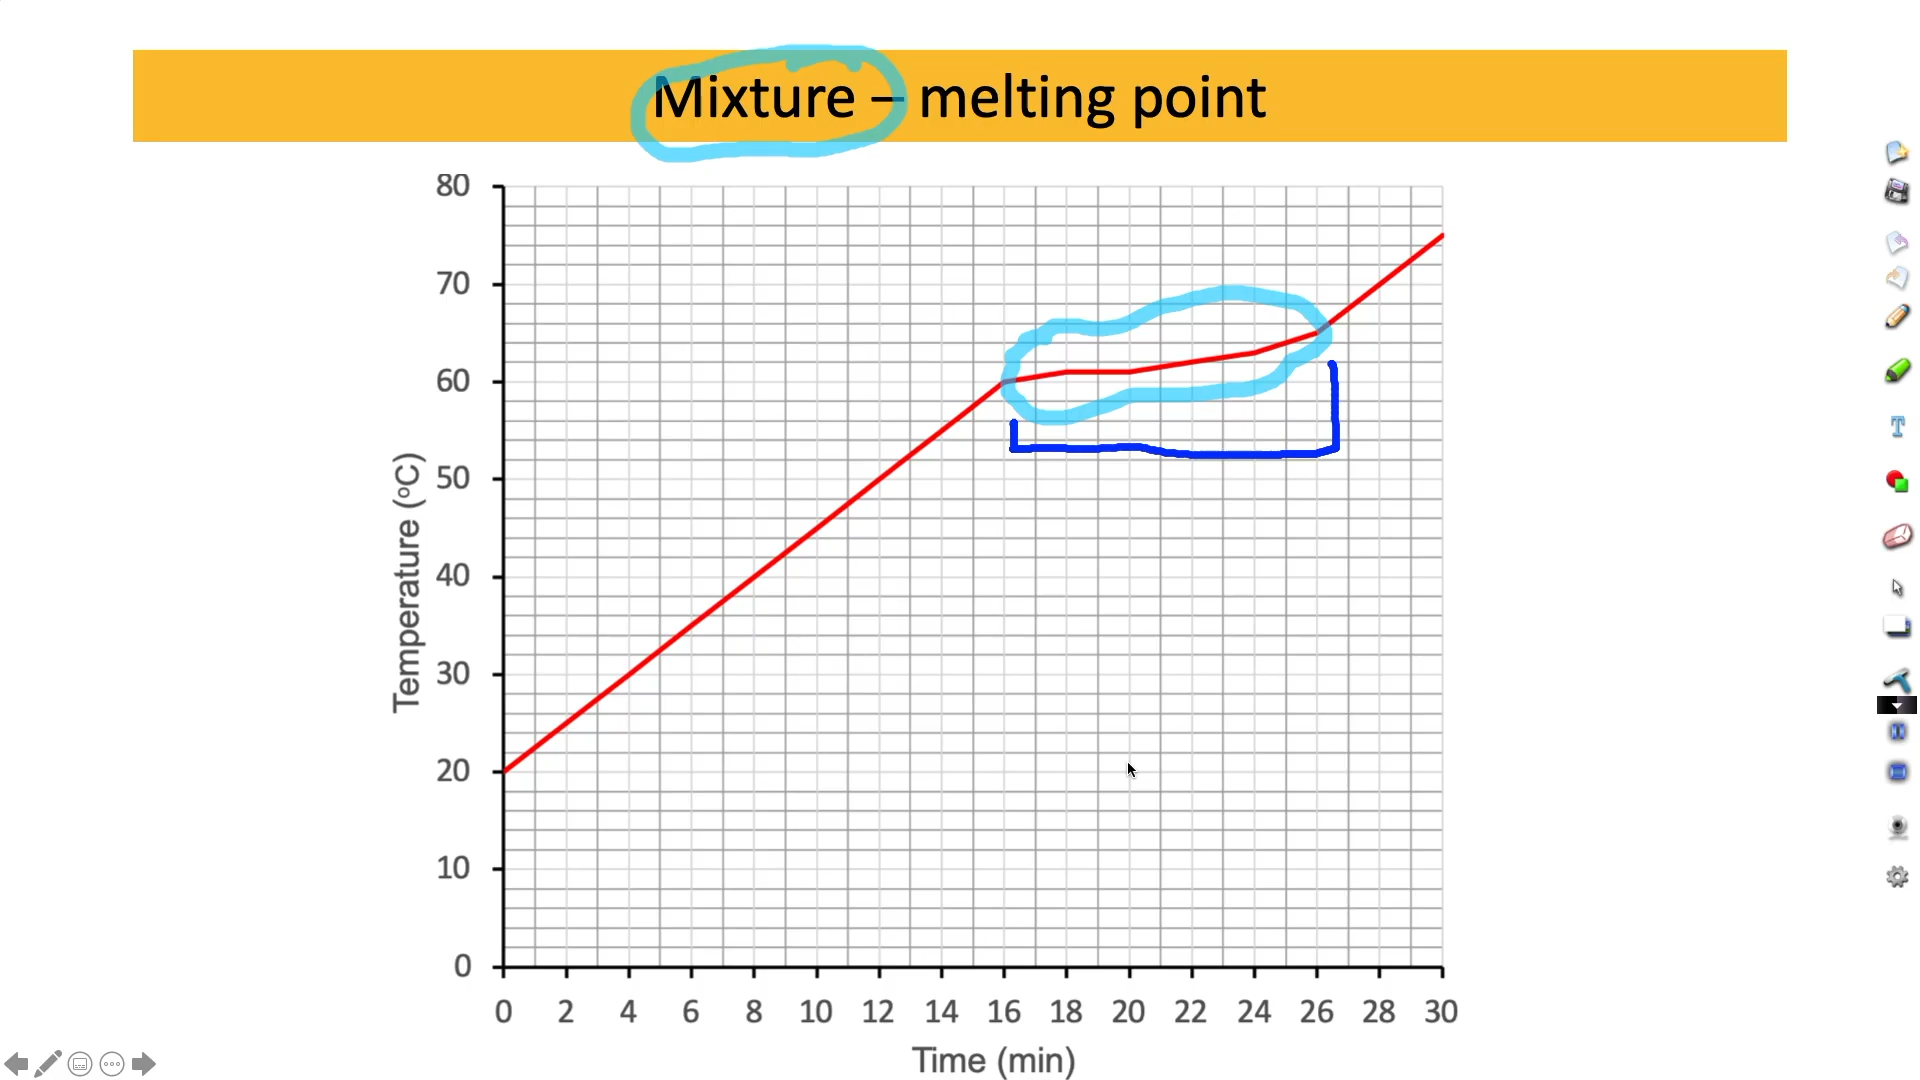 Mixture – melting point
80
70
60
50
40
30
20
10
0
Temperature (°C)
0 2 4 6 8 10 12 14 16 18 20 22 24 26 28 30
Time (min)
T